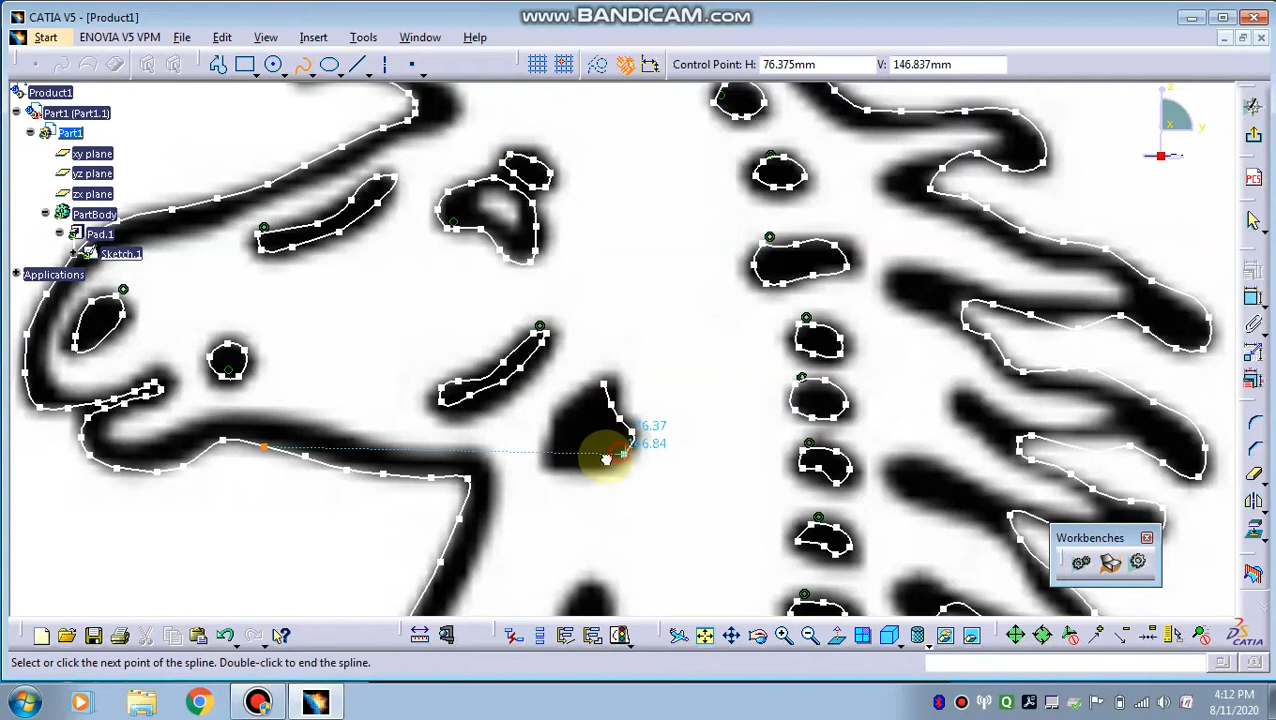 CATIA V5 - [Product1]
www.BANDICAM.com
Start ENOVIA V5 VPM File Edit View Insert Tools Window Help
Control Point: H: 76.375mm V: 146.837mm
Product1
Part1 (Part1.1)
Part1
xy plane
yz plane
zx plane
PartBody
Pad.1
Sketch.1
Applications
z
x y
PCS
Workbenches
CATIA
Select or click the next point of the spline. Double-click to end the spline.
4:12 PM
8/11/2020